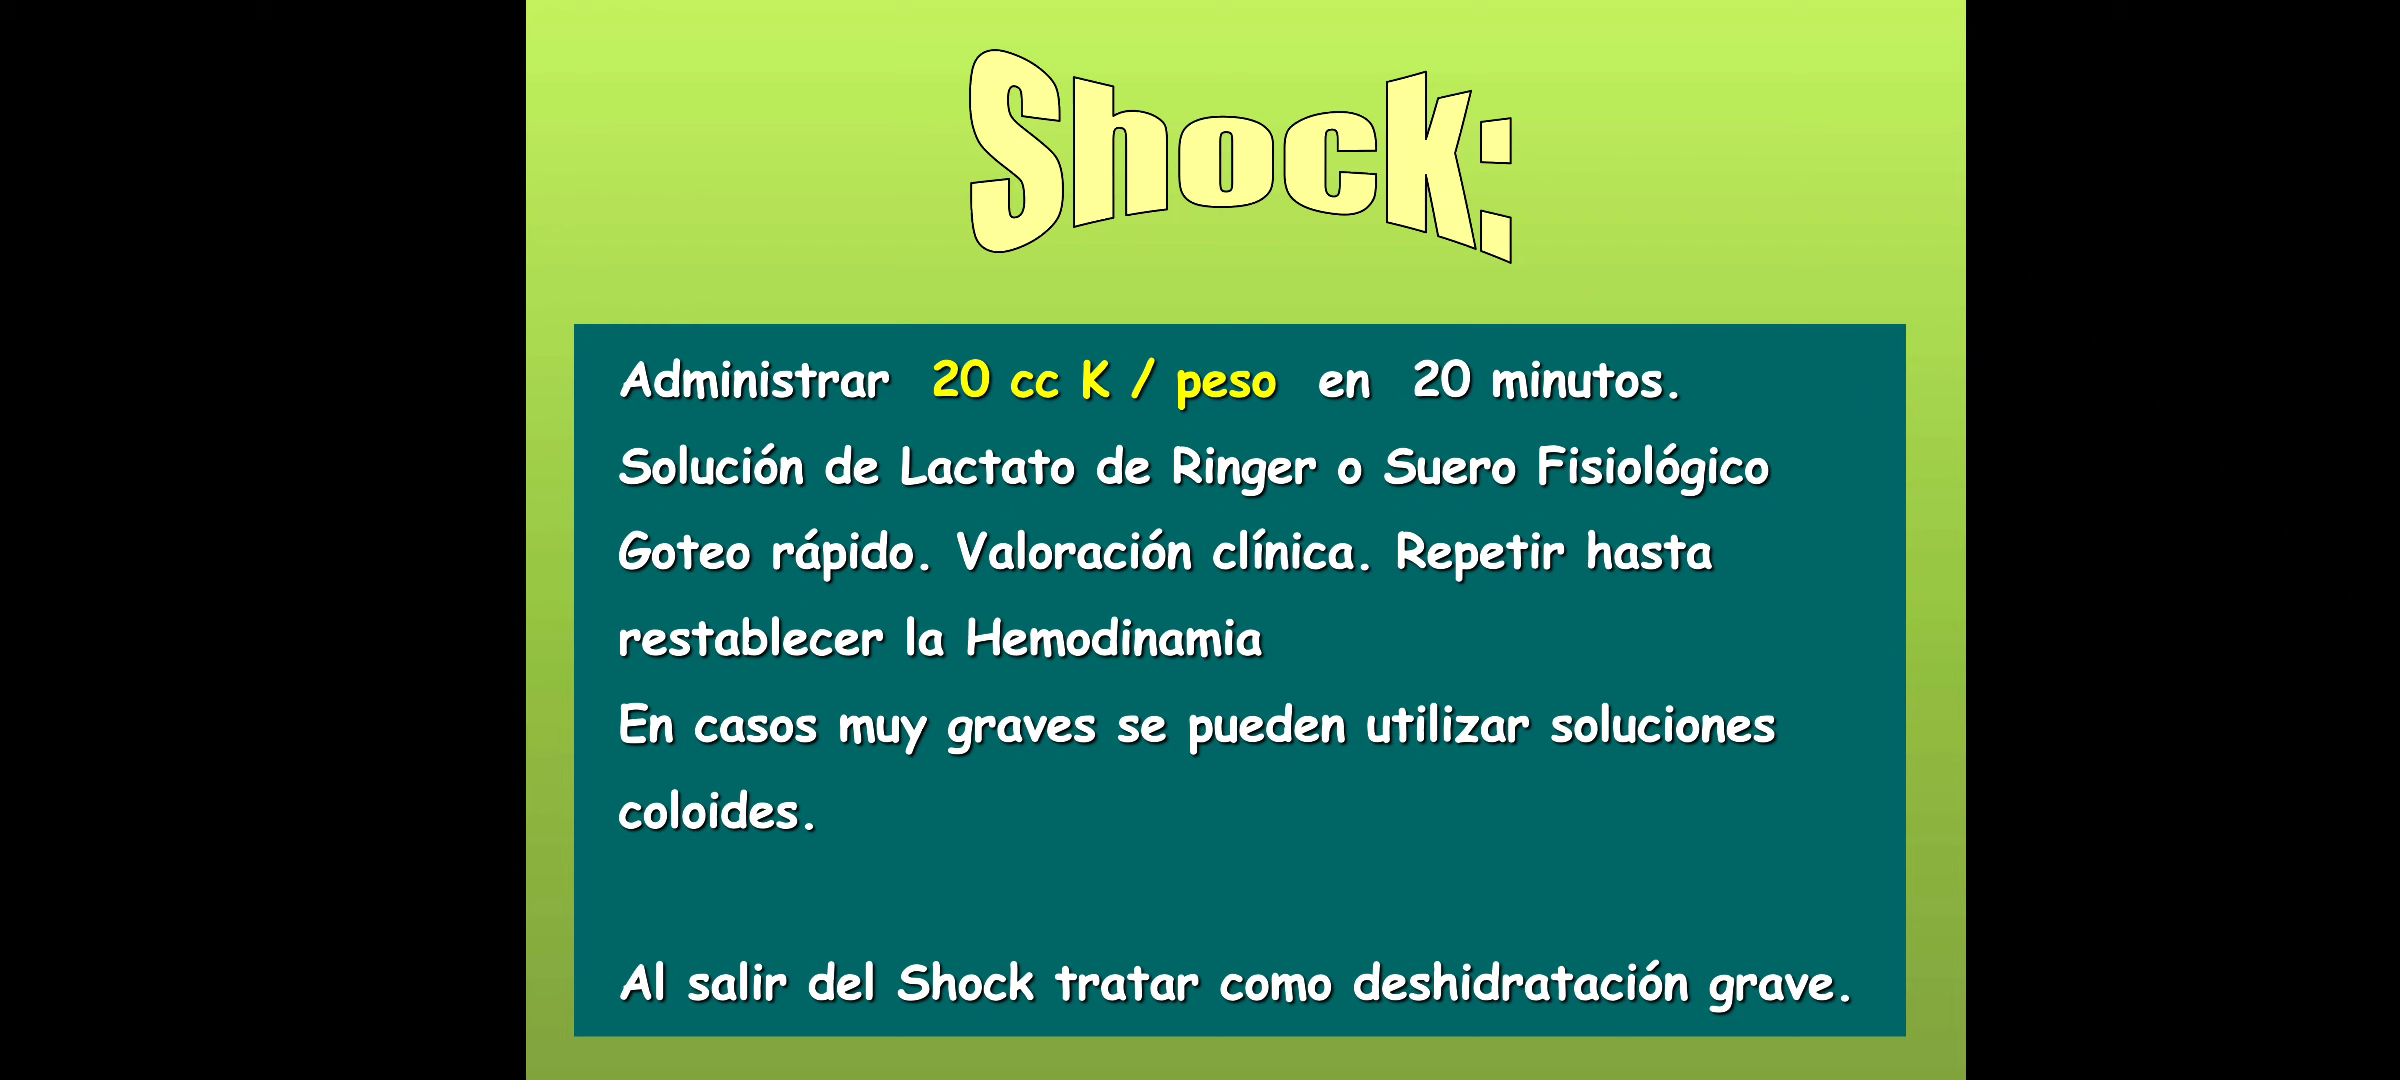 Shock:
Administrar 20 cc K / peso en 20 minutos.
Solución de Lactato de Ringer o Suero Fisiológico
Goteo rápido. Valoración clínica. Repetir hasta
restablecer la Hemodinamia
En casos muy graves se pueden utilizar soluciones
coloides.
Al salir del Shock tratar como deshidratación grave.